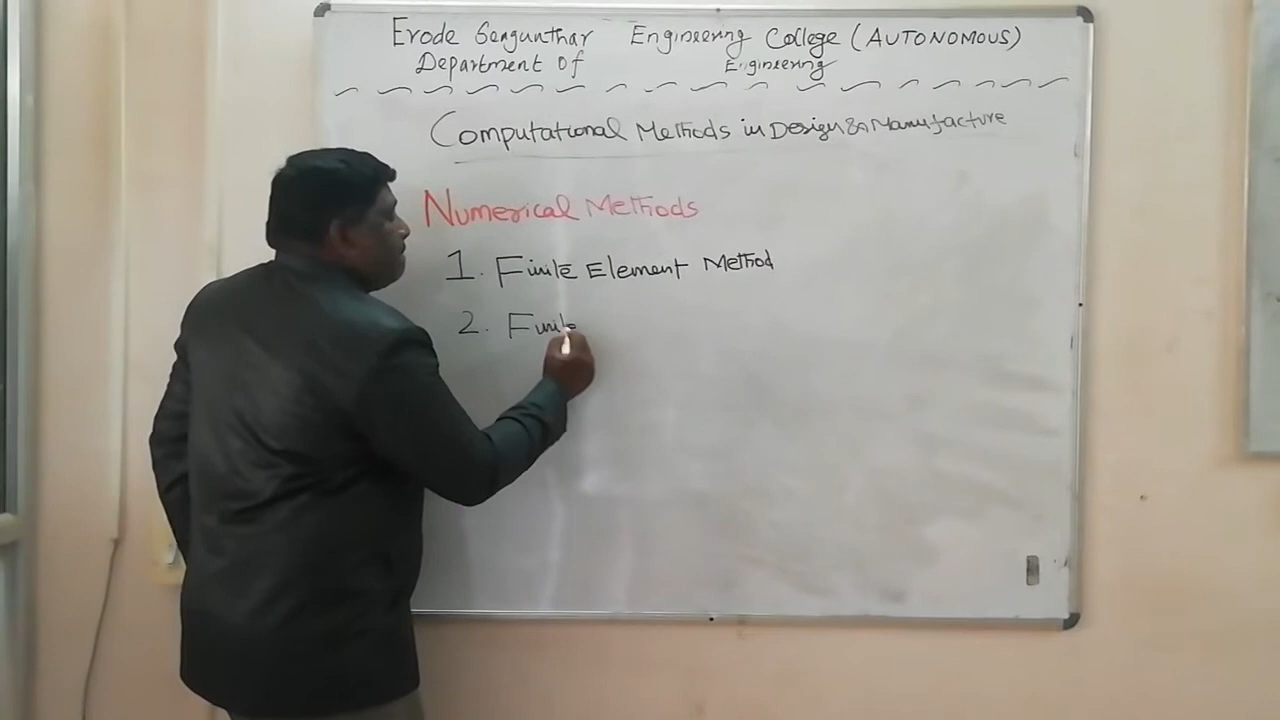 Erode Sengunthar Engineering College (AUTONOMOUS)
Department Of Engineering
Computational Methods in Design & Manufacture
Numerical Methods
1. Finite Element Method
2. Finite